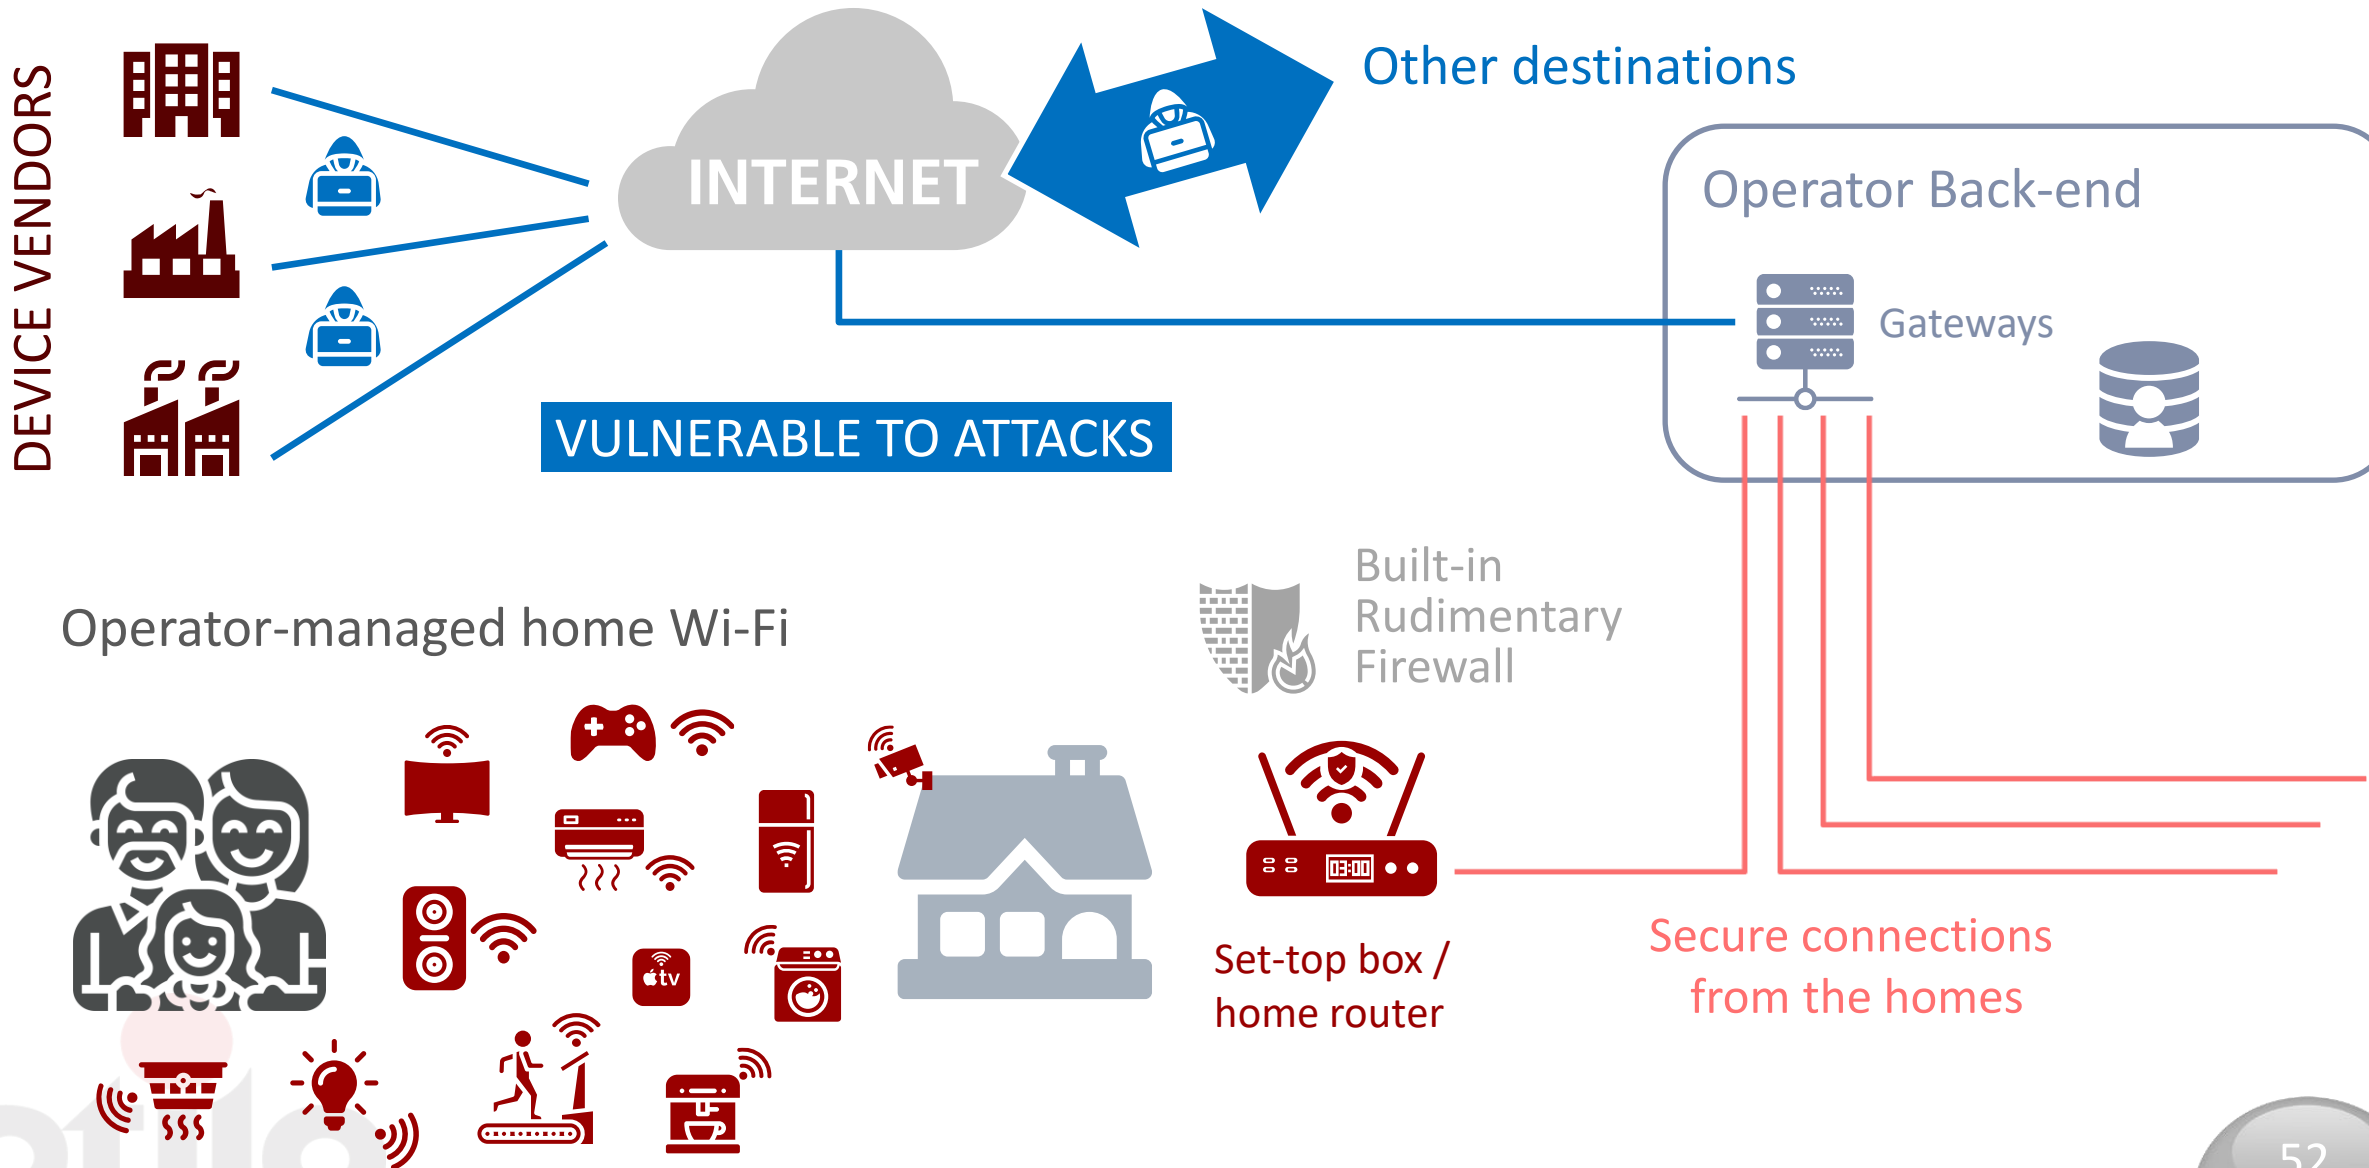 DEVICE VENDORS
INTERNET
Other destinations
Operator Back-end
Gateways
VULNERABLE TO ATTACKS
Built-in
Rudimentary
Firewall
Operator-managed home Wi-Fi
03:00
tv
Set-top box /
home router
Secure connections
from the homes
52